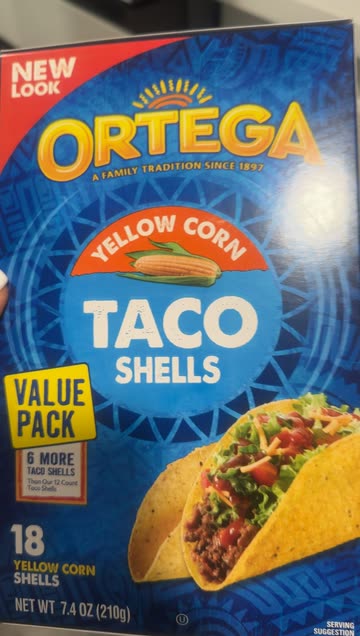 NEW
LOOK
ORTEGA
A FAMILY TRADITION SINCE 1897
YELLOW CORN
TACO
SHELLS
VALUE
PACK
6 MORE
TACO SHELLS
Than Our 12 Count
Taco Shells
18
YELLOW CORN
SHELLS
NET WT 7.4 OZ (210g)
U
SERVING
SUGGESTION